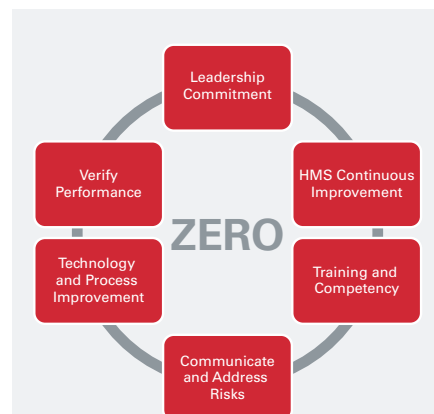 Leadership
Commitment
HMS Continuous
Improvement
Training and
Competency
Communicate
and Address
Risks
Technology
and Process
Improvement
Verify
Performance
ZERO